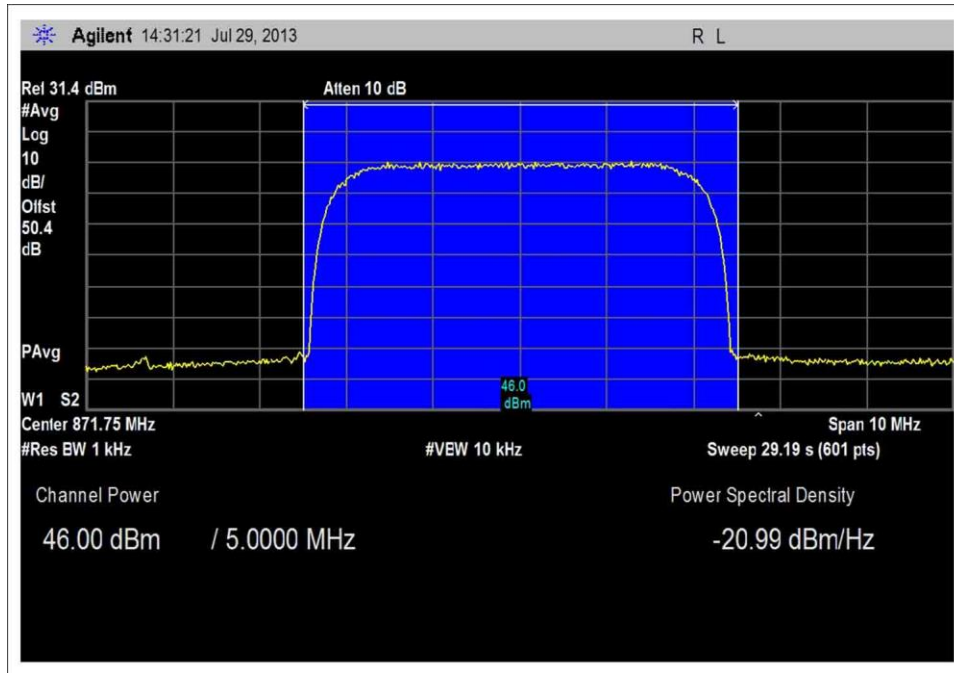 Agilent 14:31:21 Jul 29, 2013 R L
Ref 31.4 dBm Atten 10 dB
#Avg
Log
10
dB/
Offst
50.4
dB
PAvg
46.0
dBm
W1 S2
Center 871.75 MHz Span 10 MHz
#Res BW 1 kHz #VBW 10 kHz Sweep 29.19 s (601 pts)
Channel Power Power Spectral Density
46.00 dBm / 5.0000 MHz -20.99 dBm/Hz